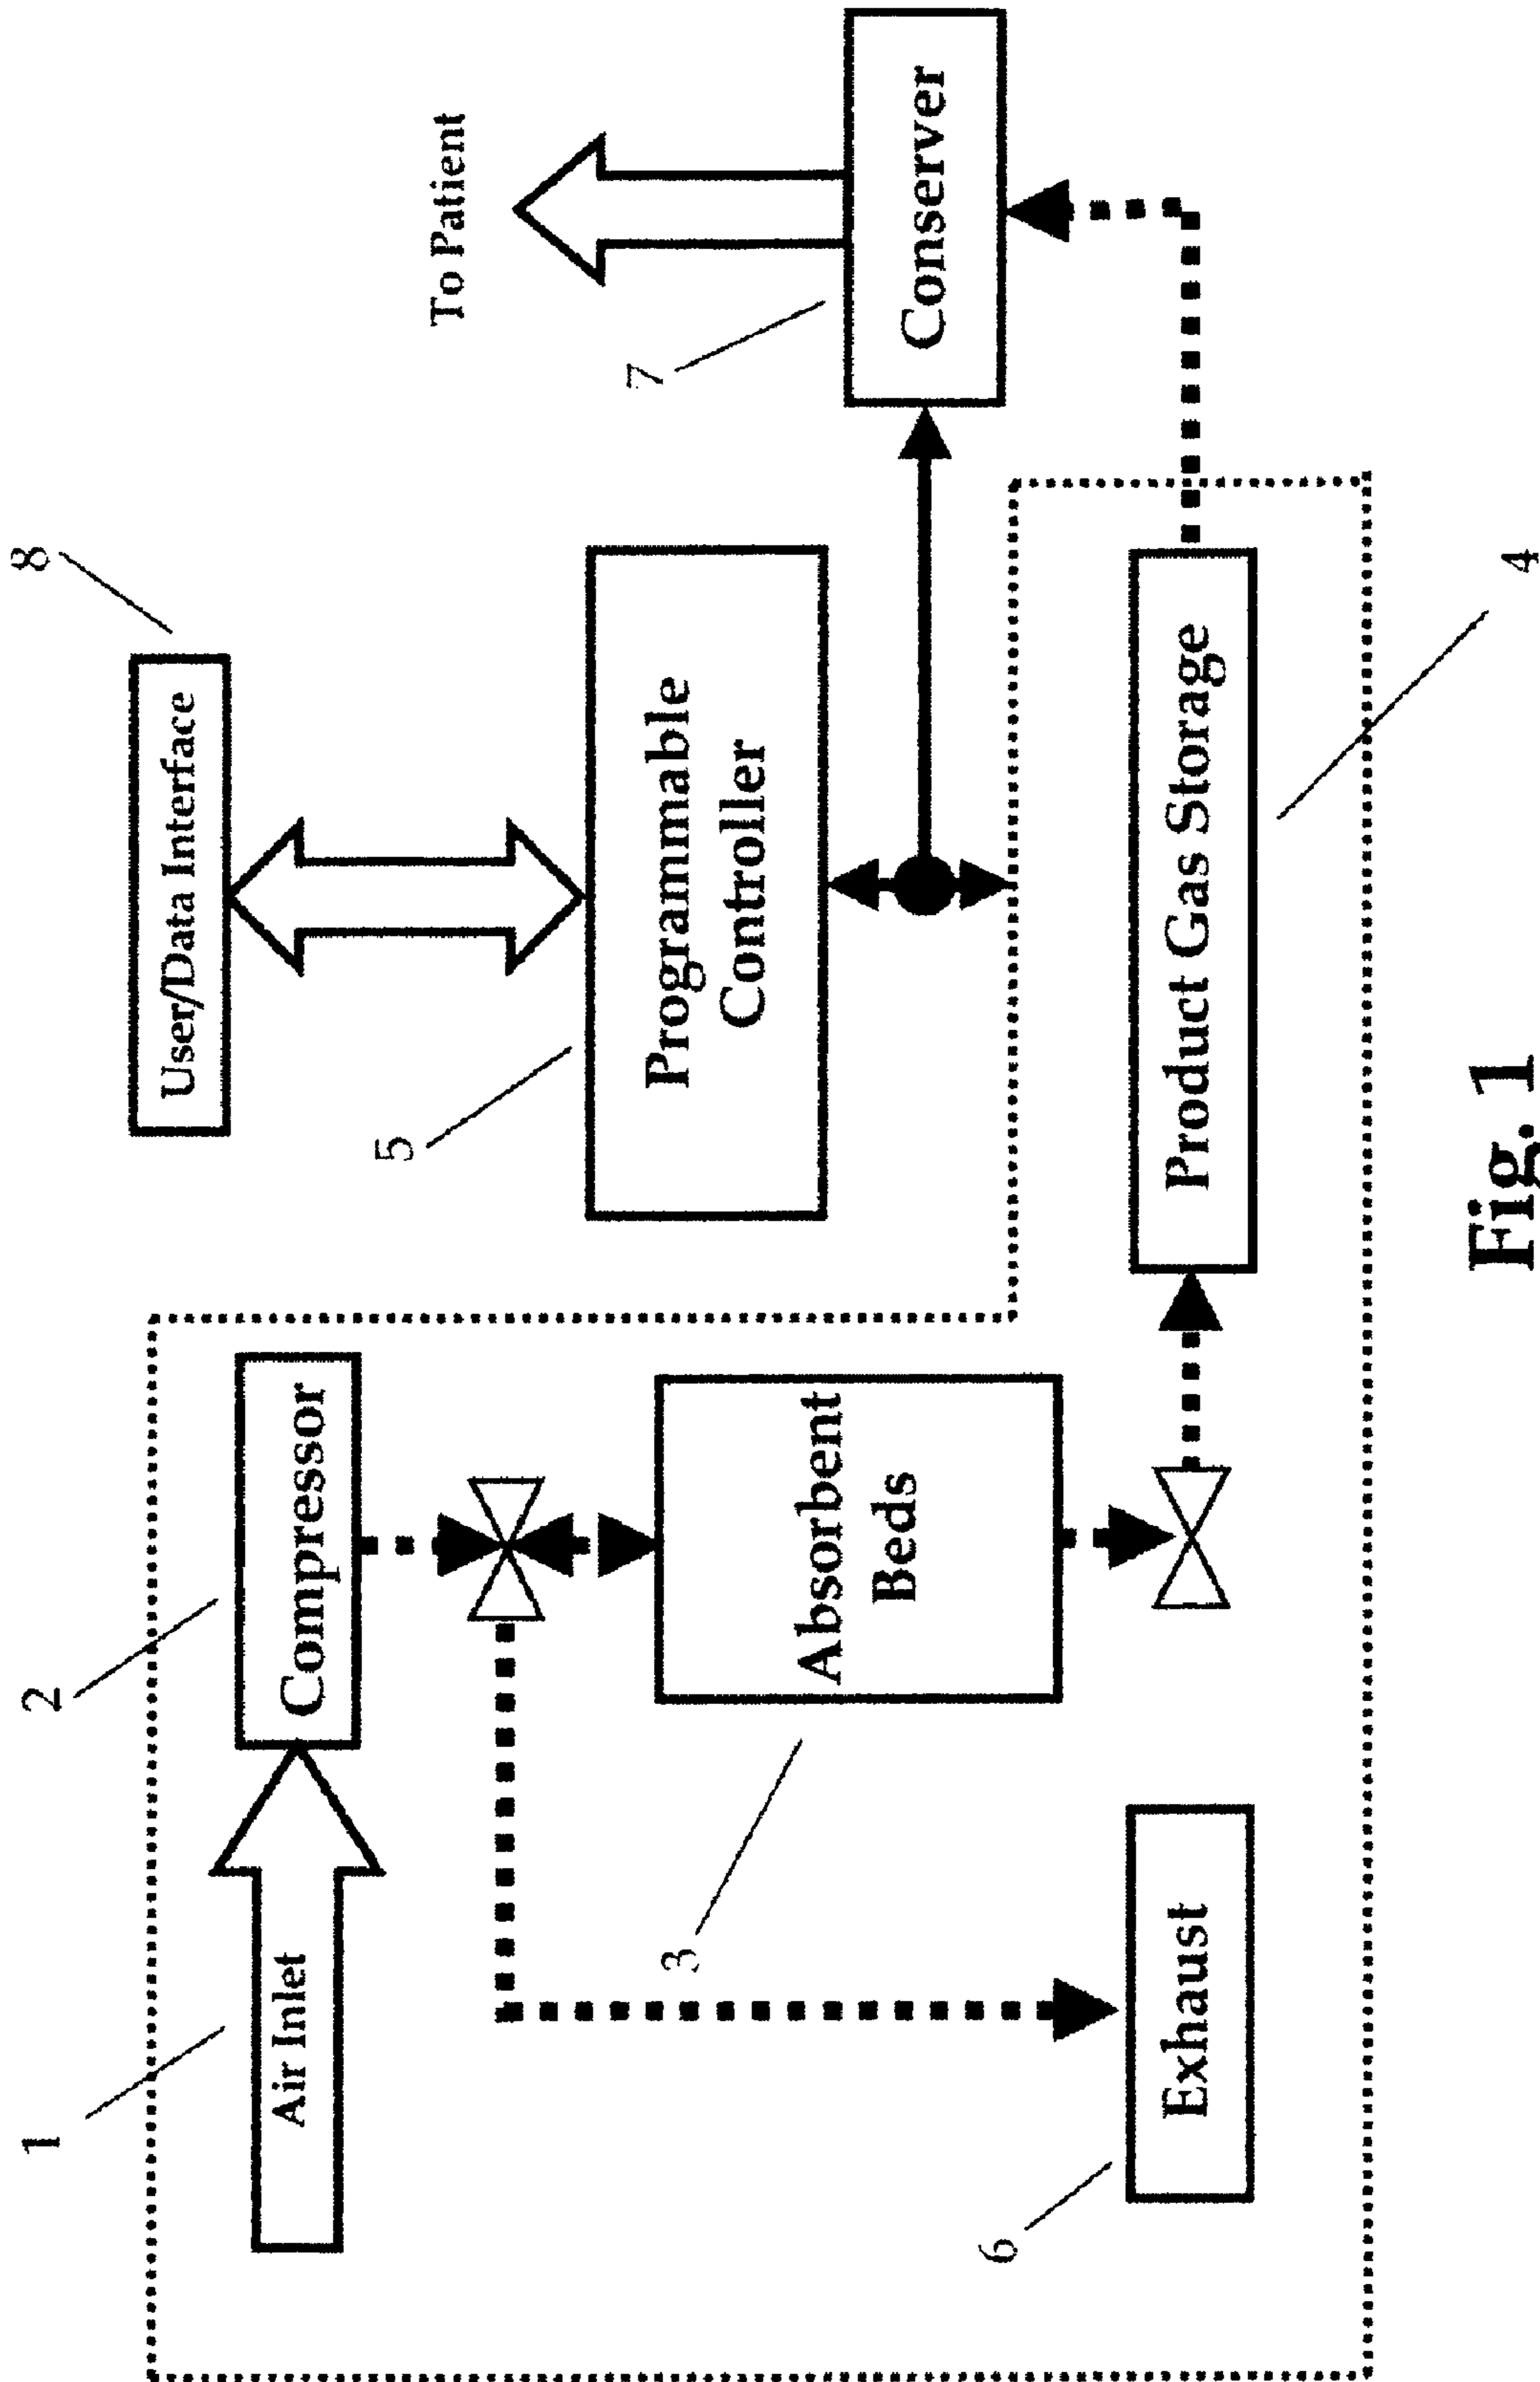 8
User/Data Interface
To Patient
2
1
Compressor
Air Inlet
5
Programmable
Controller
7
Conserver
3
Absorbent
Beds
6
Exhaust
Product Gas Storage
4
Fig. 1